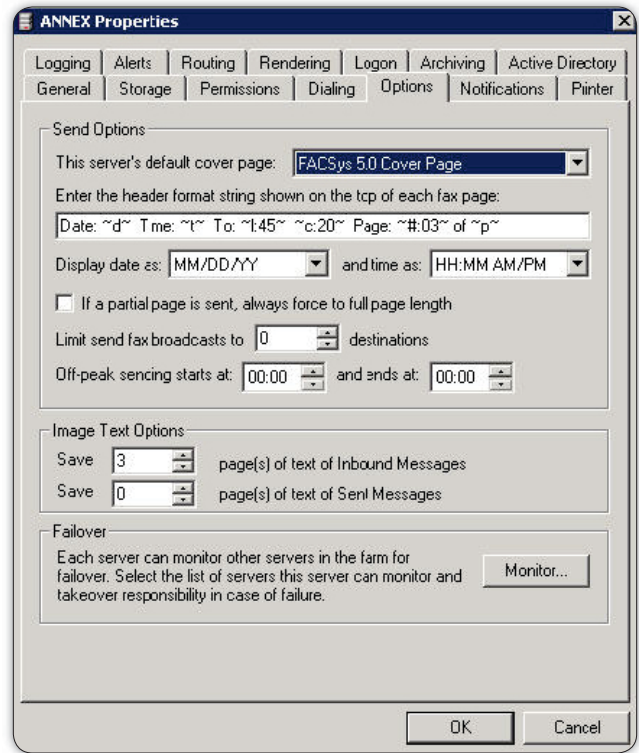 ANNEX Properties
Logging Alerts Routing Rendering Logon Archiving Active Directory
General Storage Permissions Dialing Options Notifications Printer
Send Options
This server's default cover page: FACSys 5.0 Cover Page
Enter the header format string shown on the top of each fax page:
Date: ~d~ Time: ~t~ To: ~l:45~ ~c:20~ Page: ~#:03~ of ~p~
Display date as: MM/DD/YY and time as: HH:MM AM/PM
If a partial page is sent, always force to full page length
Limit send fax broadcasts to 0 destinations
Off-peak sending starts at: 00:00 and ends at: 00:00
Image Text Options
Save 3 page(s) of text of Inbound Messages
Save 0 page(s) of text of Sent Messages
Failover
Each server can monitor other servers in the farm for
failover. Select the list of servers this server can monitor and
takeover responsibility in case of failure.
Monitor...
OK Cancel